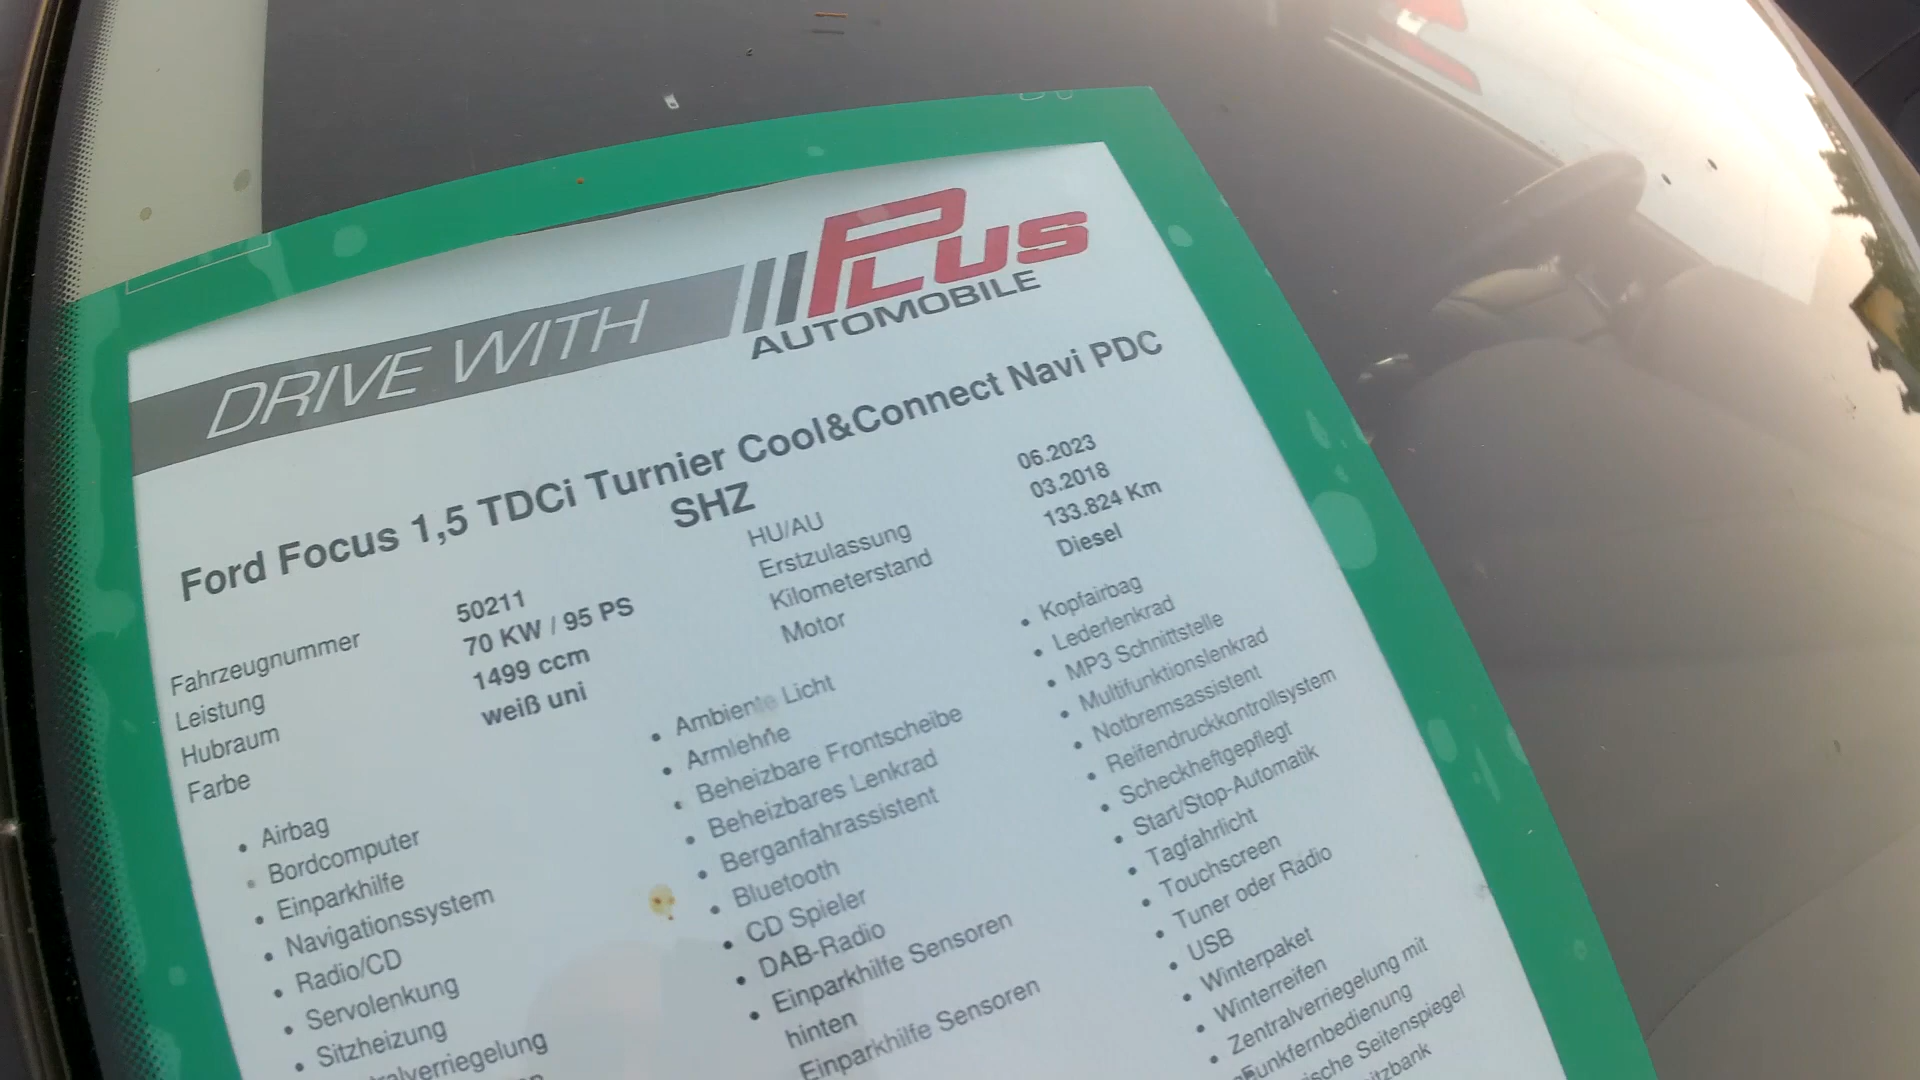 DRIVE WITH
PLUS
AUTOMOBILE
Ford Focus 1,5 TDCi Turnier Cool&Connect Navi PDC
SHZ
Fahrzeugnummer 50211
Leistung 70 KW / 95 PS
Hubraum 1499 ccm
Farbe weiß uni
HU/AU 06.2023
Erstzulassung 03.2018
Kilometerstand 133.824 Km
Motor Diesel
• Airbag
• Bordcomputer
• Einparkhilfe
• Navigationssystem
• Radio/CD
• Servolenkung
• Sitzheizung
• Ambiente Licht
• Armlehne
• Beheizbare Frontscheibe
• Beheizbares Lenkrad
• Berganfahrassistent
• Bluetooth
• CD Spieler
• DAB-Radio
• Einparkhilfe Sensoren
hinten
Einparkhilfe Sensoren
• Kopfairbag
• Lederlenkrad
• MP3 Schnittstelle
• Multifunktionslenkrad
• Notbremsassistent
• Reifendruckkontrollsystem
• Scheckheftgepflegt
• Start/Stop-Automatik
• Tagfahrlicht
• Touchscreen
• Tuner oder Radio
• USB
• Winterpaket
• Winterreifen
• Zentralverriegelung mit
Funkfernbedienung
Seitenspiegel